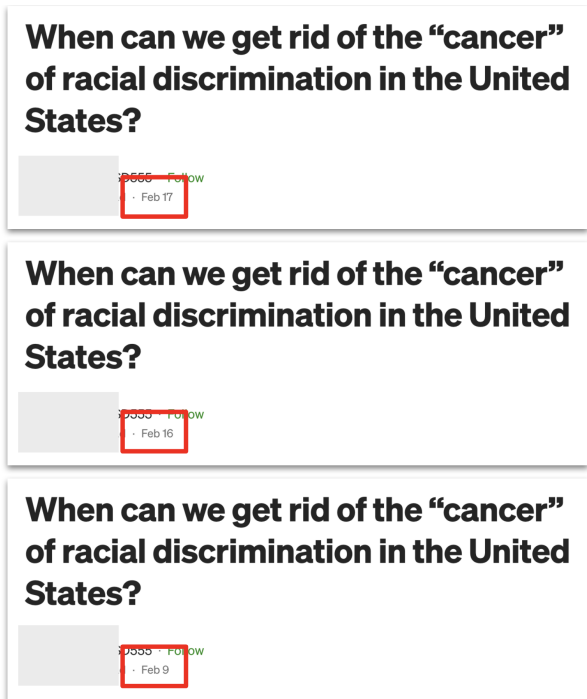 When can we get rid of the “cancer”
of racial discrimination in the United
States?
Follow
· Feb 17
When can we get rid of the “cancer”
of racial discrimination in the United
States?
· Follow
· Feb 16
When can we get rid of the “cancer”
of racial discrimination in the United
States?
· Follow
· Feb 9